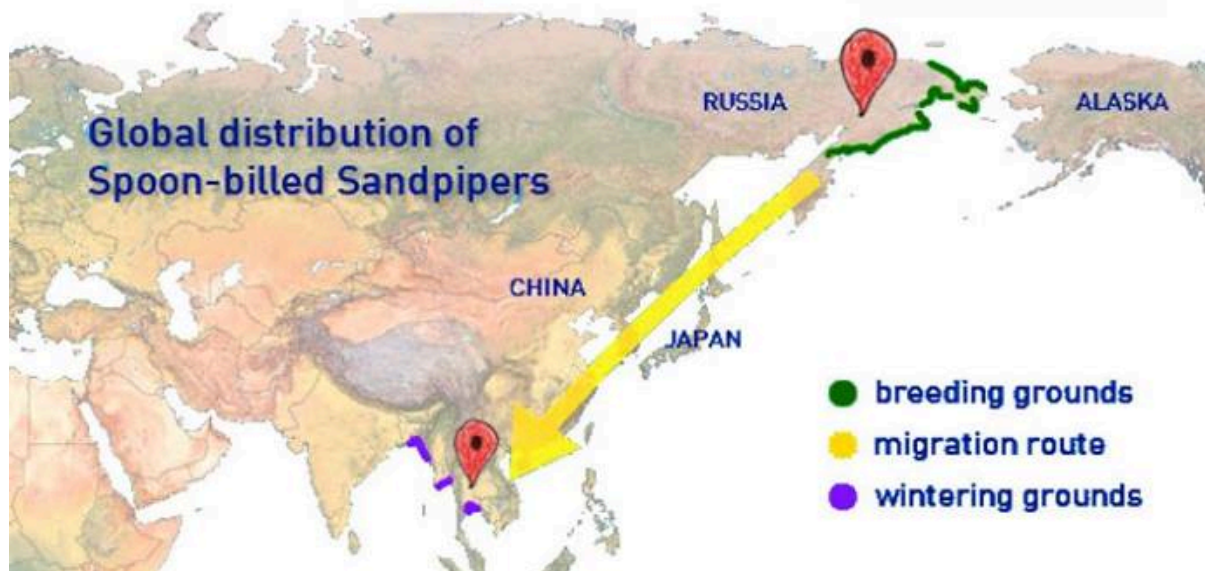 Global distribution of
Spoon-billed Sandpipers
RUSSIA
ALASKA
CHINA
JAPAN
breeding grounds
migration route
wintering grounds